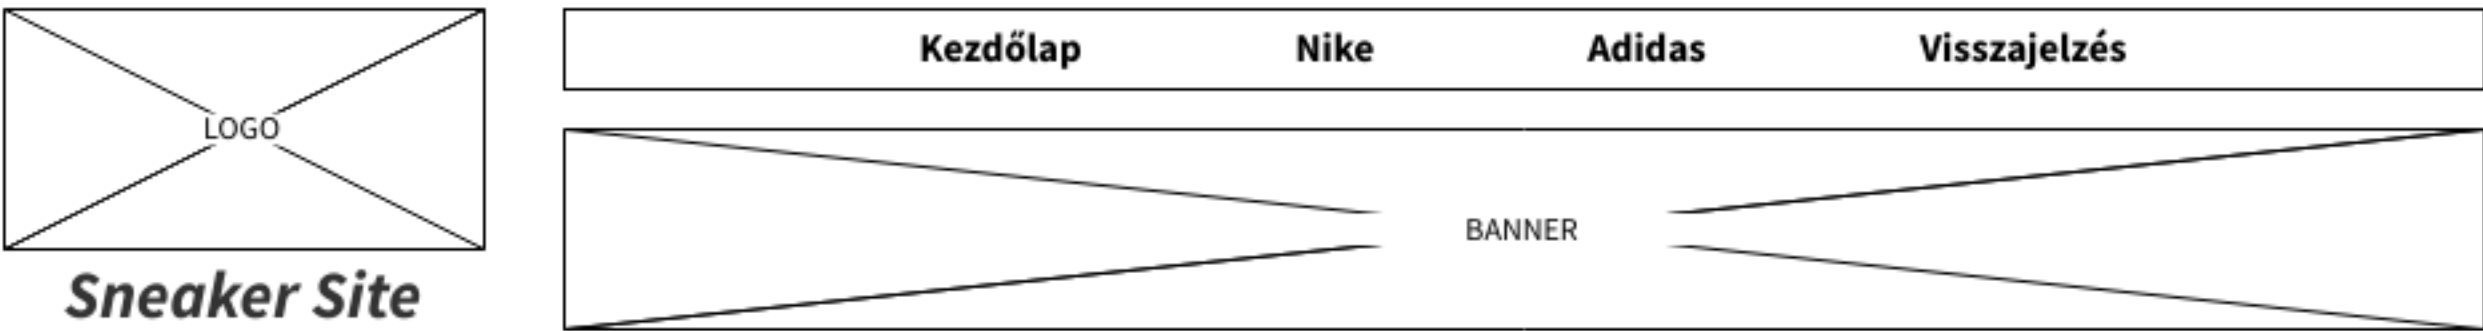 LOGO
Sneaker Site
Kezdőlap Nike Adidas Visszajelzés
BANNER